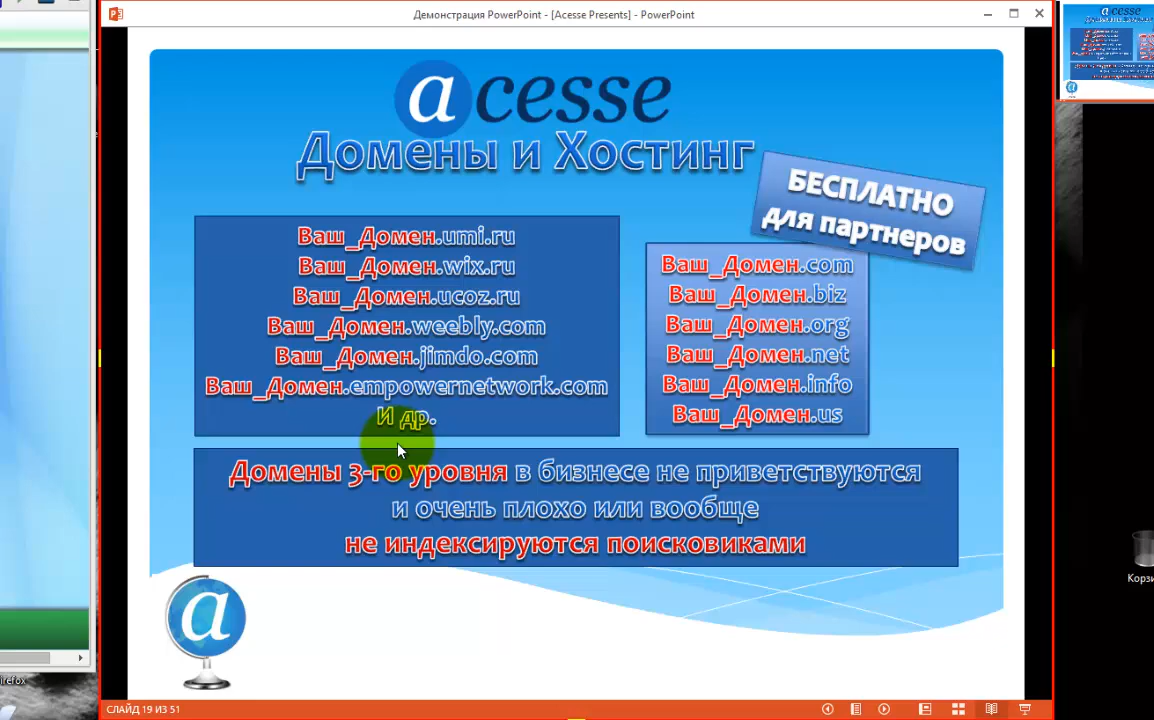 Демонстрация PowerPoint - [Acesse Presents] - PowerPoint
acesse
Домены и Хостинг
БЕСПЛАТНО
для партнеров
Ваш_Домен.umi.ru
Ваш_Домен.wix.ru
Ваш_Домен.ucoz.ru
Ваш_Домен.weebly.com
Ваш_Домен.jimdo.com
Ваш_Домен.empowernetwork.com
И др.
Ваш_Домен.com
Ваш_Домен.biz
Ваш_Домен.org
Ваш_Домен.net
Ваш_Домен.info
Ваш_Домен.us
Домены 3-го уровня в бизнесе не приветствуются
и очень плохо или вообще
не индексируются поисковиками
a
СЛАЙД 19 ИЗ 51
irefox
Корзи